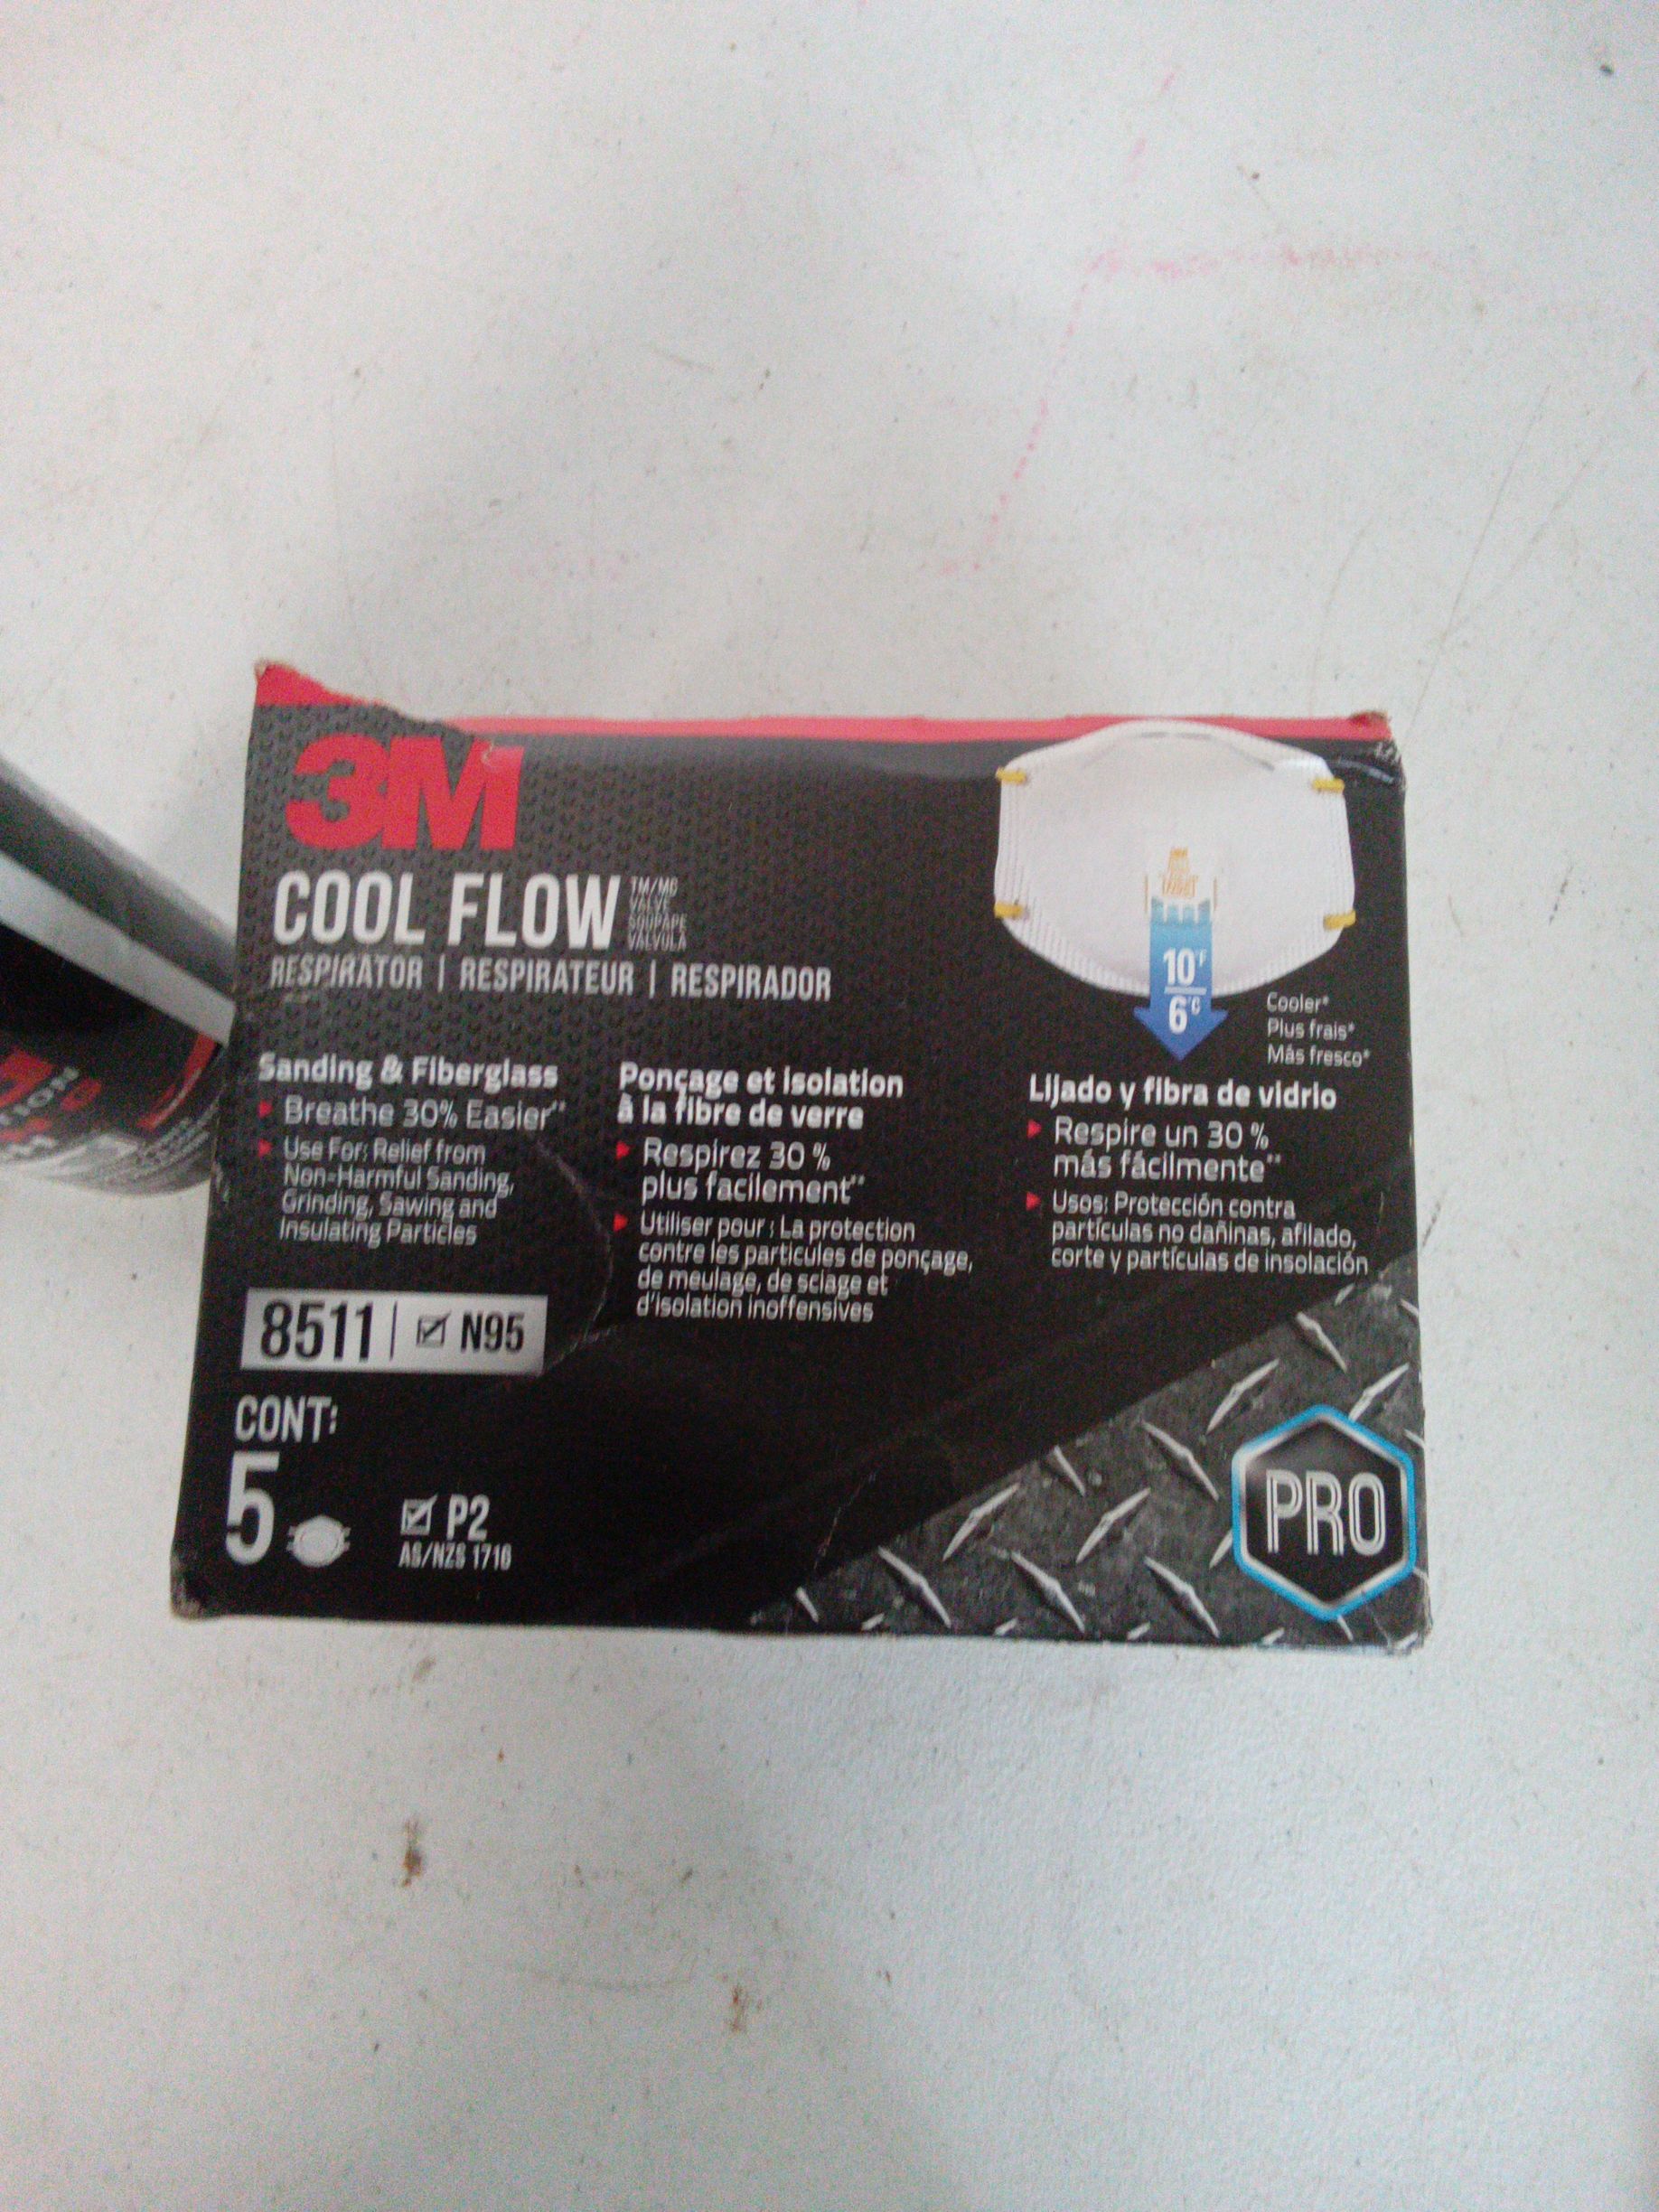 3M
COOL FLOW
TM/MC
VALVE
SOUPAPE
VALVULA
RESPIRATOR | RESPIRATEUR | RESPIRADOR
10°F
6°C
Cooler*
Plus frais*
Más fresco*
Sanding & Fiberglass
Breathe 30% Easier**
Use For: Relief from
Non-Harmful Sanding,
Grinding, Sawing and
Insulating Particles
Ponçage et isolation
à la fibre de verre
Respirez 30 %
plus facilement**
Utiliser pour : La protection
contre les particules de ponçage,
de meulage, de sciage et
d'isolation inoffensives
Lijado y fibra de vidrio
Respire un 30 %
más fácilmente**
Usos: Protección contra
partículas no dañinas, afilado,
corte y partículas de insolación
8511 | N95
CONT:
5
P2
AS/NZS 1716
PRO